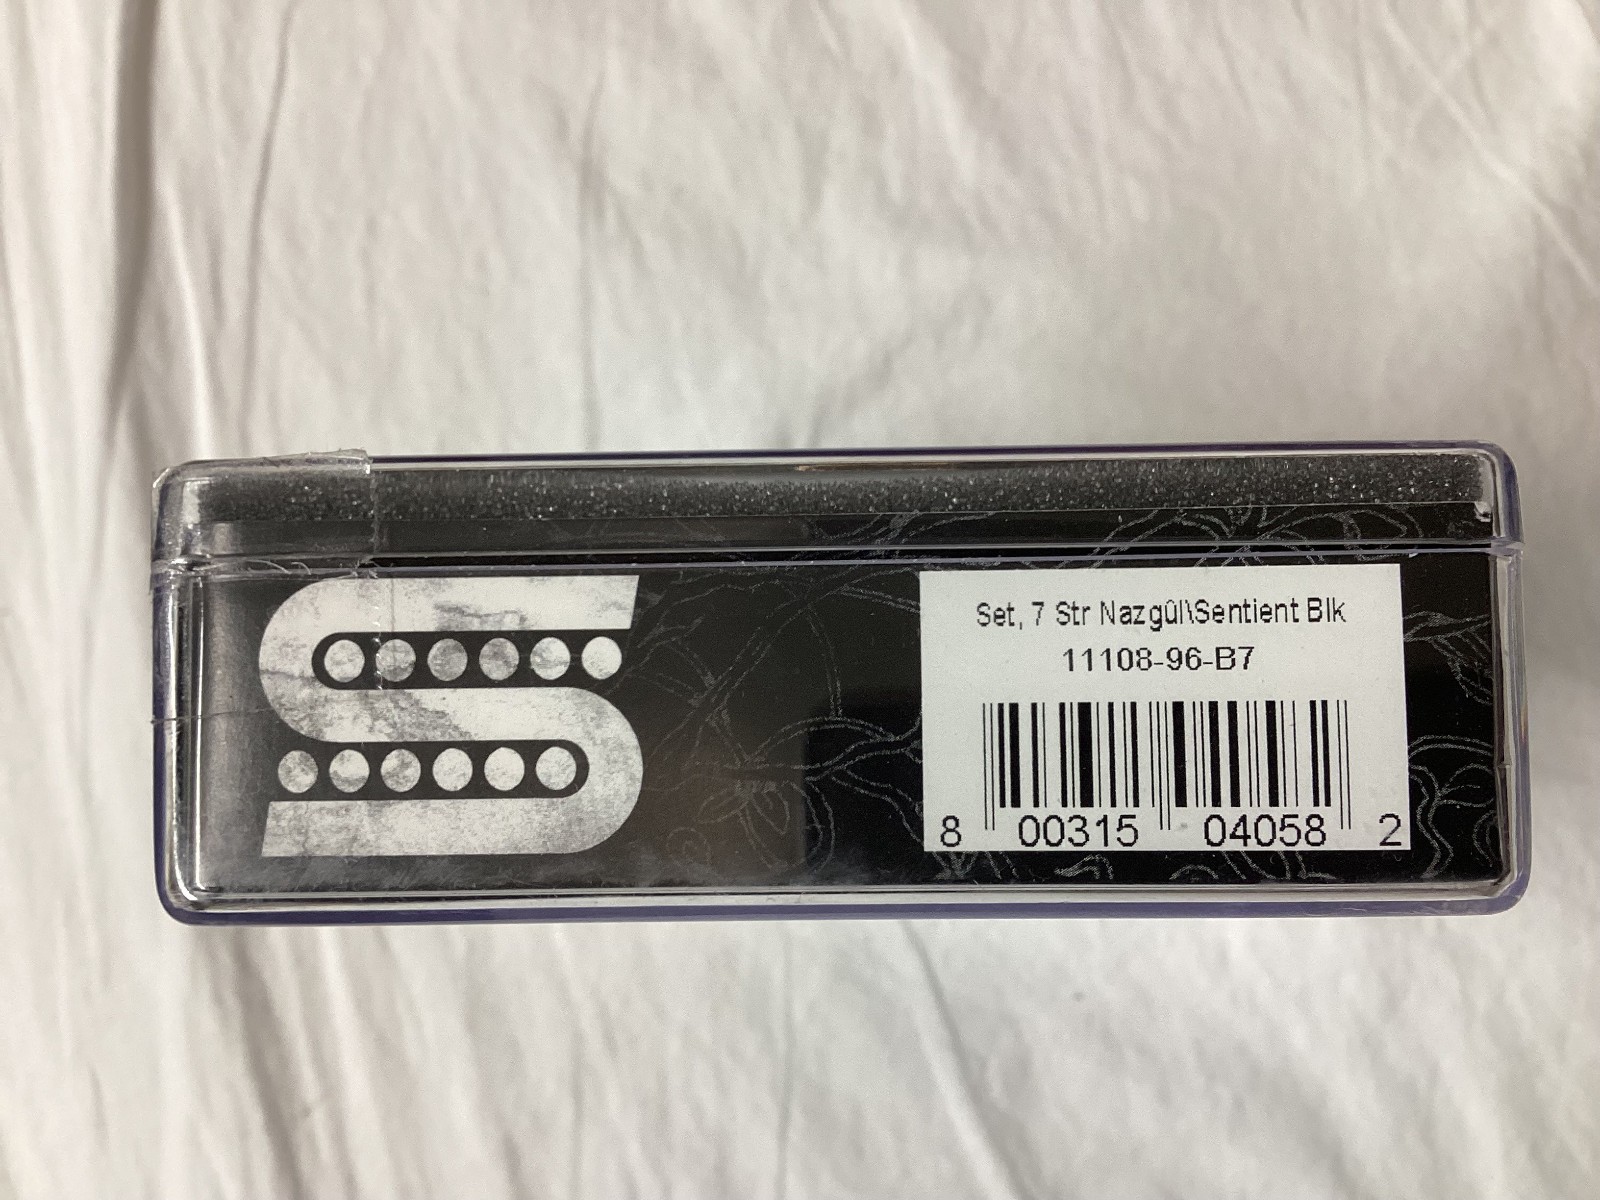 Set, 7 Str Nazgûl\Sentient Blk
11108-96-B7
8 00315 04058 2